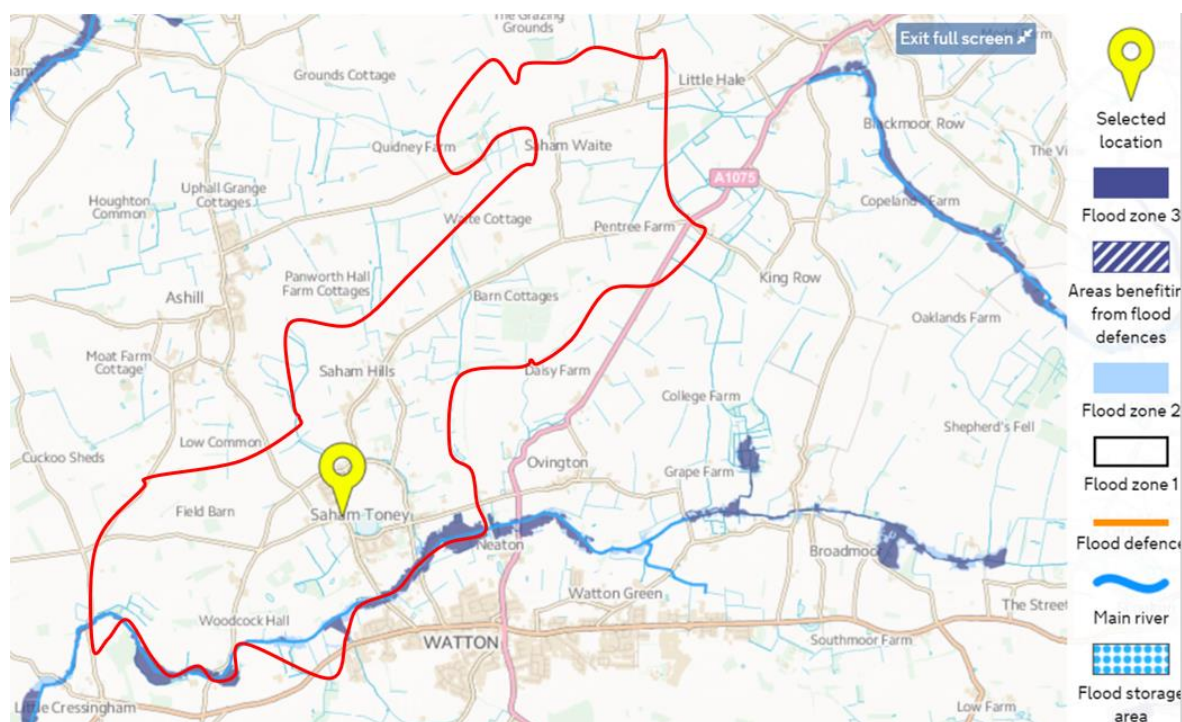 The Grazing
Grounds
Exit full screen
Grounds Cottage
Little Hale
Blackmoor Row
Quidney Farm
Saham Waite
Uphall Grange
Cottages
Houghton
Common
A1075
Copeland Farm
Waite Cottage
Pentree Farm
Panworth Hall
Farm Cottages
King Row
Barn Cottages
Ashill
Oaklands Farm
Moat Farm
Cottage
Saham Hills
Daisy Farm
College Farm
Shepherd's Fell
Low Common
Cuckoo Sheds
Ovington
Grape Farm
Field Barn
Saham Toney
Neaton
Broadmoor
Watton Green
Woodcock Hall
The Street
WATTON
Southmoor Farm
Little Cressingham
Low Farm
Selected
location
Flood zone 3
Areas benefitin
from flood
defences
Flood zone 2
Flood zone 1
Flood defence
Main river
Flood storage
area